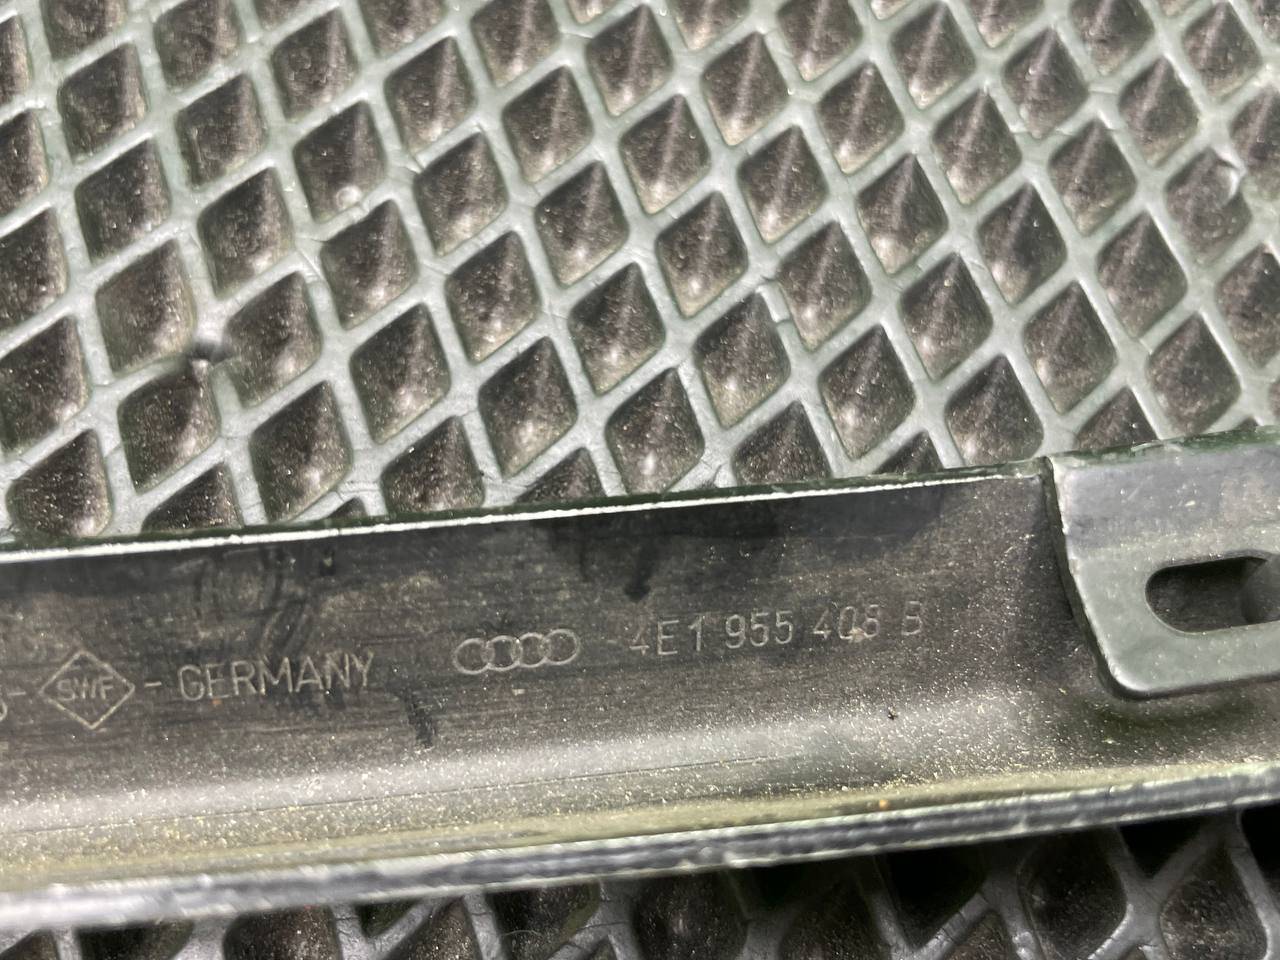 SWF - GERMANY 4E1 955 408 B